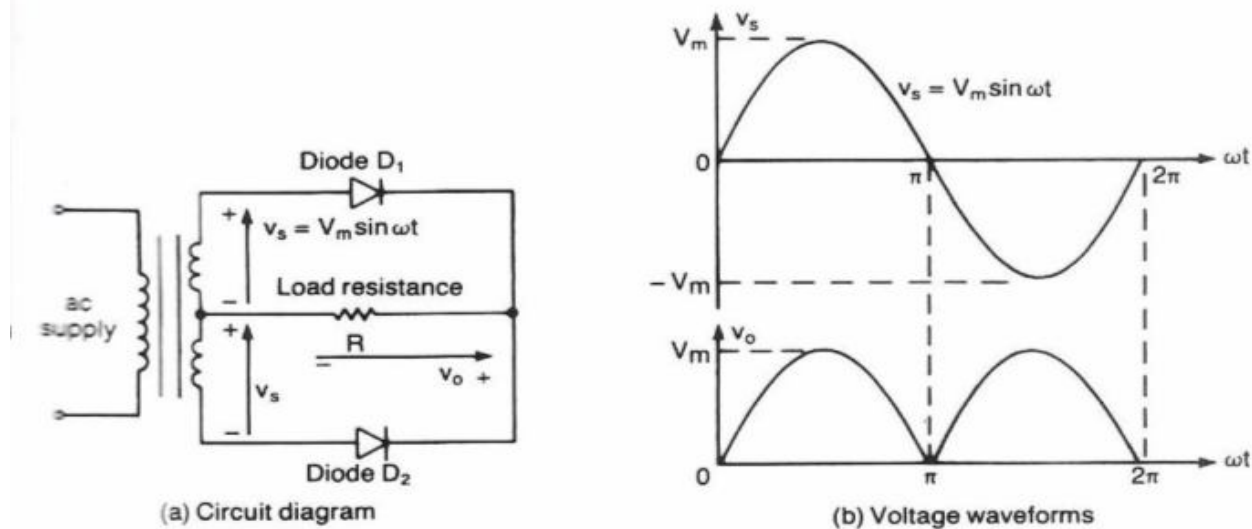 Diode D₁
+
vₛ = Vₘ sin ωt
−
Load resistance
ac
supply
+
R
−
vₒ +
vₛ
−
Diode D₂
(a) Circuit diagram
vₛ
Vₘ
vₛ = Vₘ sin ωt
0
ωt
π
2π
−Vₘ
vₒ
Vₘ
0
ωt
π
2π
(b) Voltage waveforms